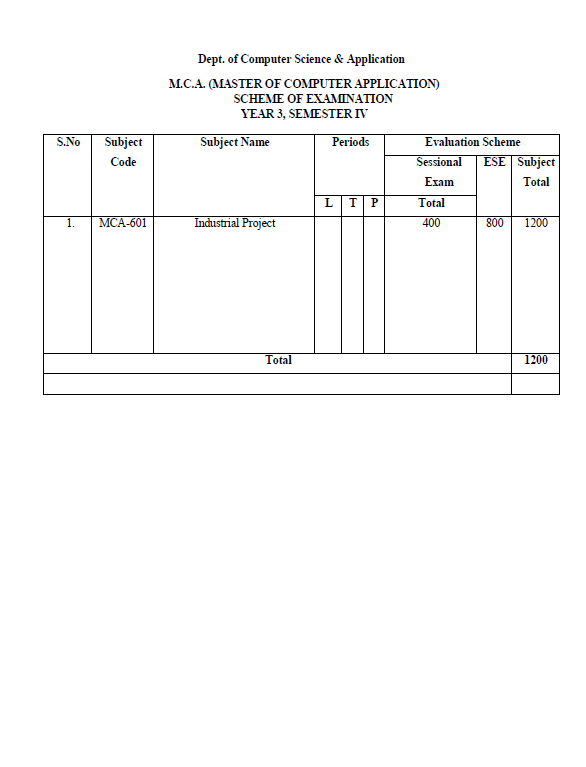 Dept. of Computer Science & Application
M.C.A. (MASTER OF COMPUTER APPLICATION)
SCHEME OF EXAMINATION
YEAR 3, SEMESTER IV
S.No Subject Code Subject Name Periods Evaluation Scheme
Sessional Exam ESE Subject Total
L T P Total
1. MCA-601 Industrial Project 400 800 1200
Total 1200